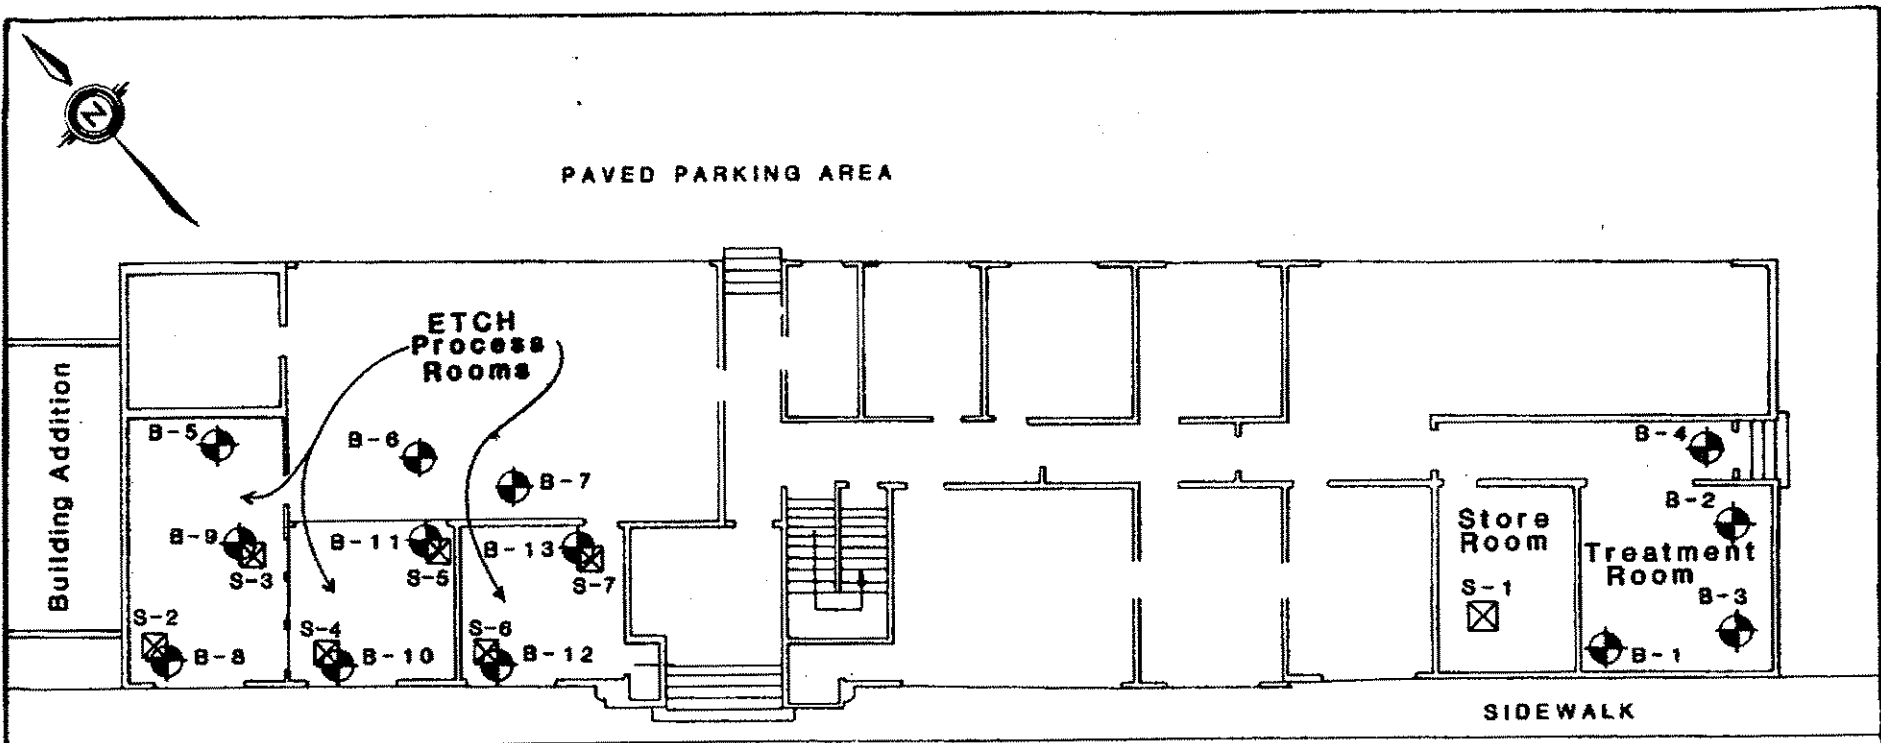 N
PAVED PARKING AREA
ETCH
Process
Rooms
Building Addition
B-5
B-6
B-7
B-4
B-2
Store
Room
Treatment
Room
B-9
S-3
B-11
S-5
B-13
S-7
S-1
B-3
S-2
B-8
S-4
B-10
S-6
B-12
B-1
SIDEWALK